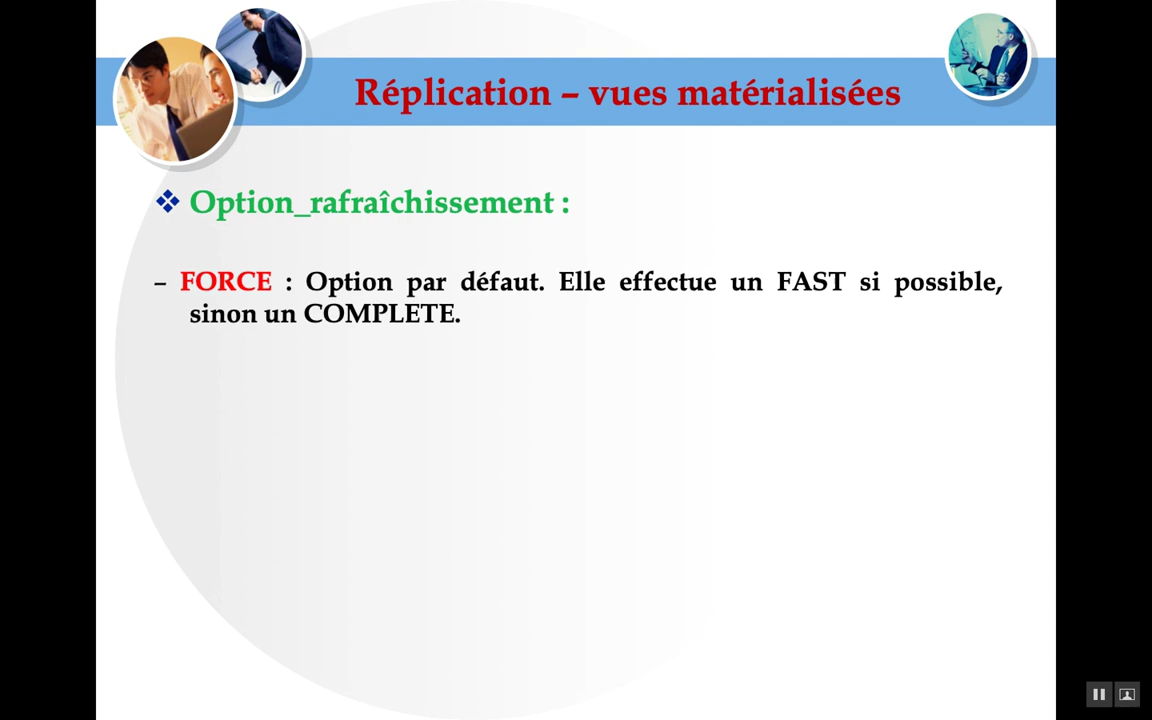 Réplication – vues matérialisées
Option_rafraîchissement :
– FORCE : Option par défaut. Elle effectue un FAST si possible,
sinon un COMPLETE.